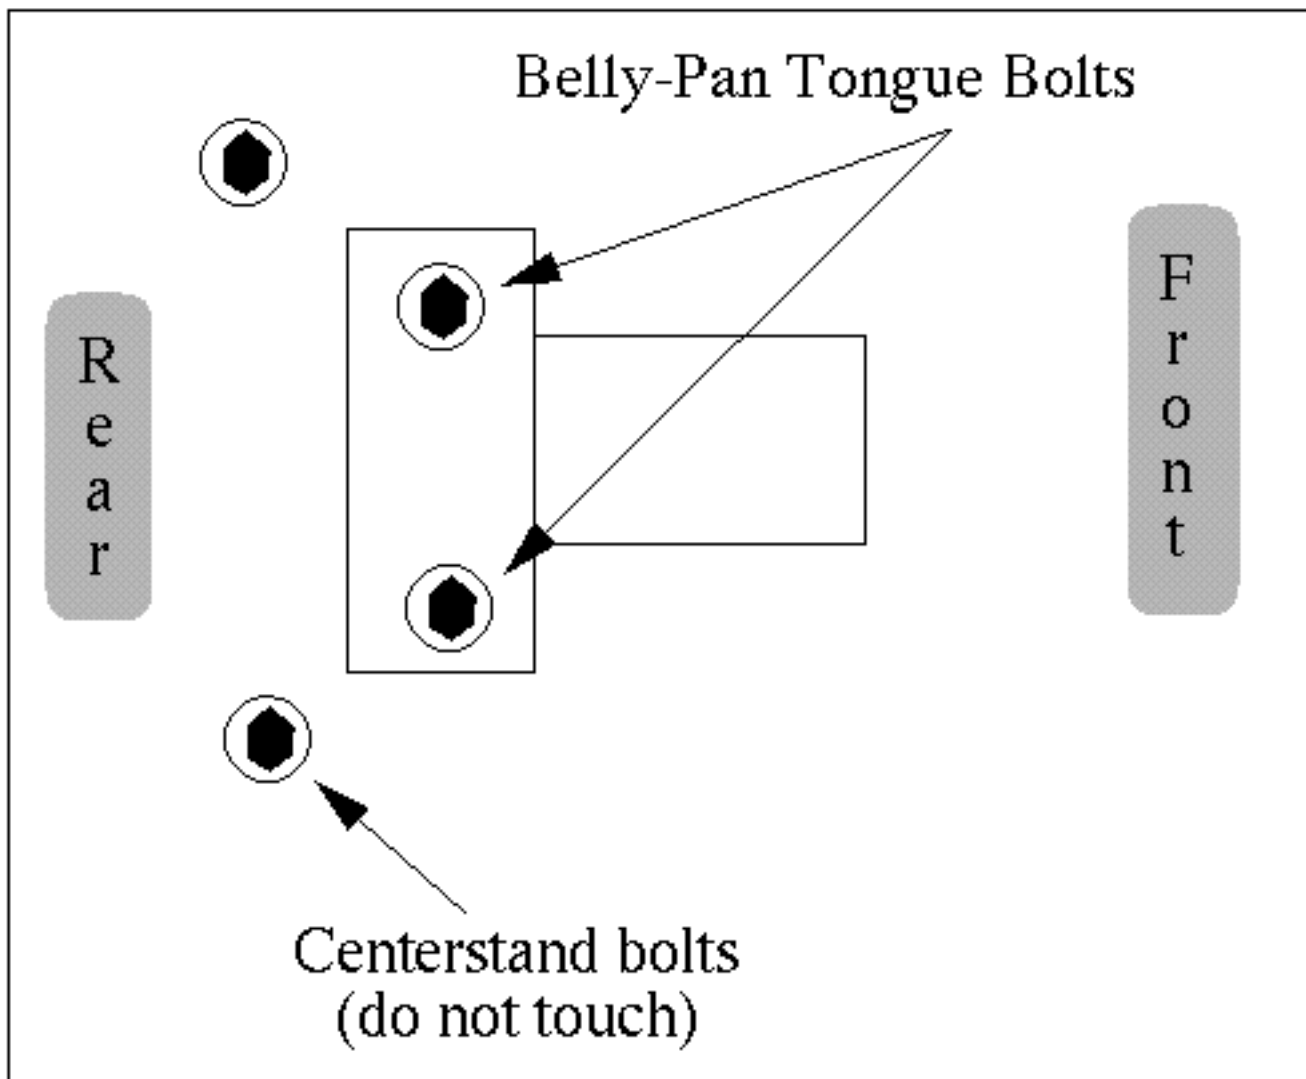 Belly-Pan Tongue Bolts
Front
Rear
Centerstand bolts
(do not touch)